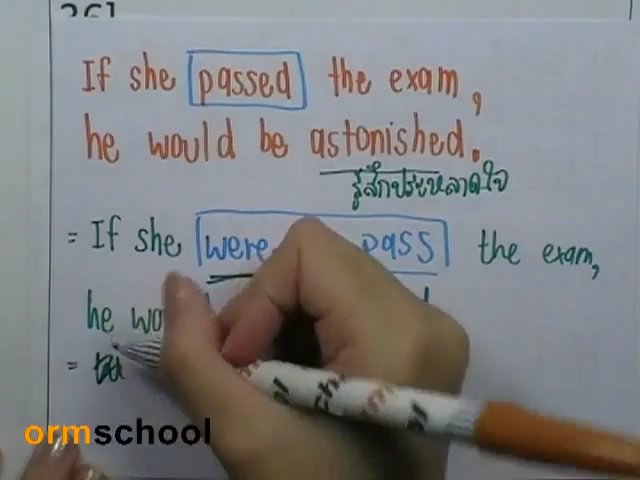 If she passed the exam,
he would be astonished.
รู้สึกประหลาดใจ
= If she were pass the exam,
he
=
ormschool